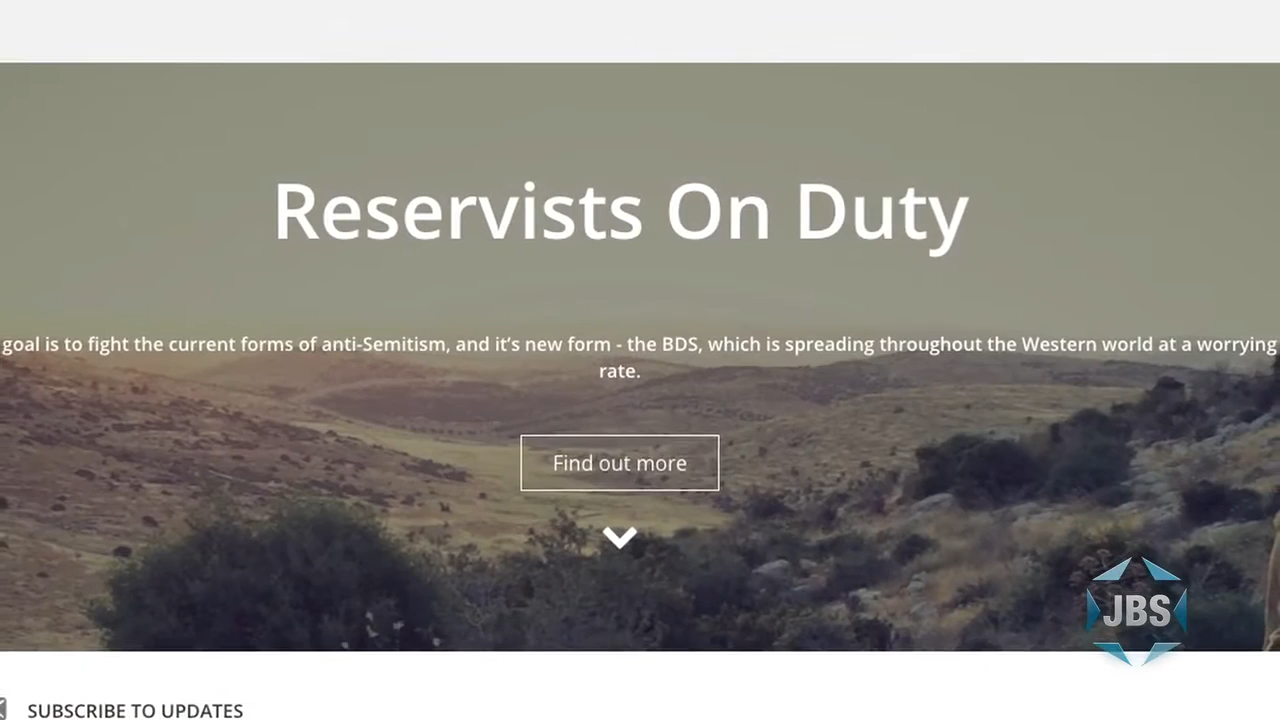 Reservists On Duty
goal is to fight the current forms of anti-Semitism, and it's new form - the BDS, which is spreading throughout the Western world at a worrying
rate.
Find out more
JBS
SUBSCRIBE TO UPDATES